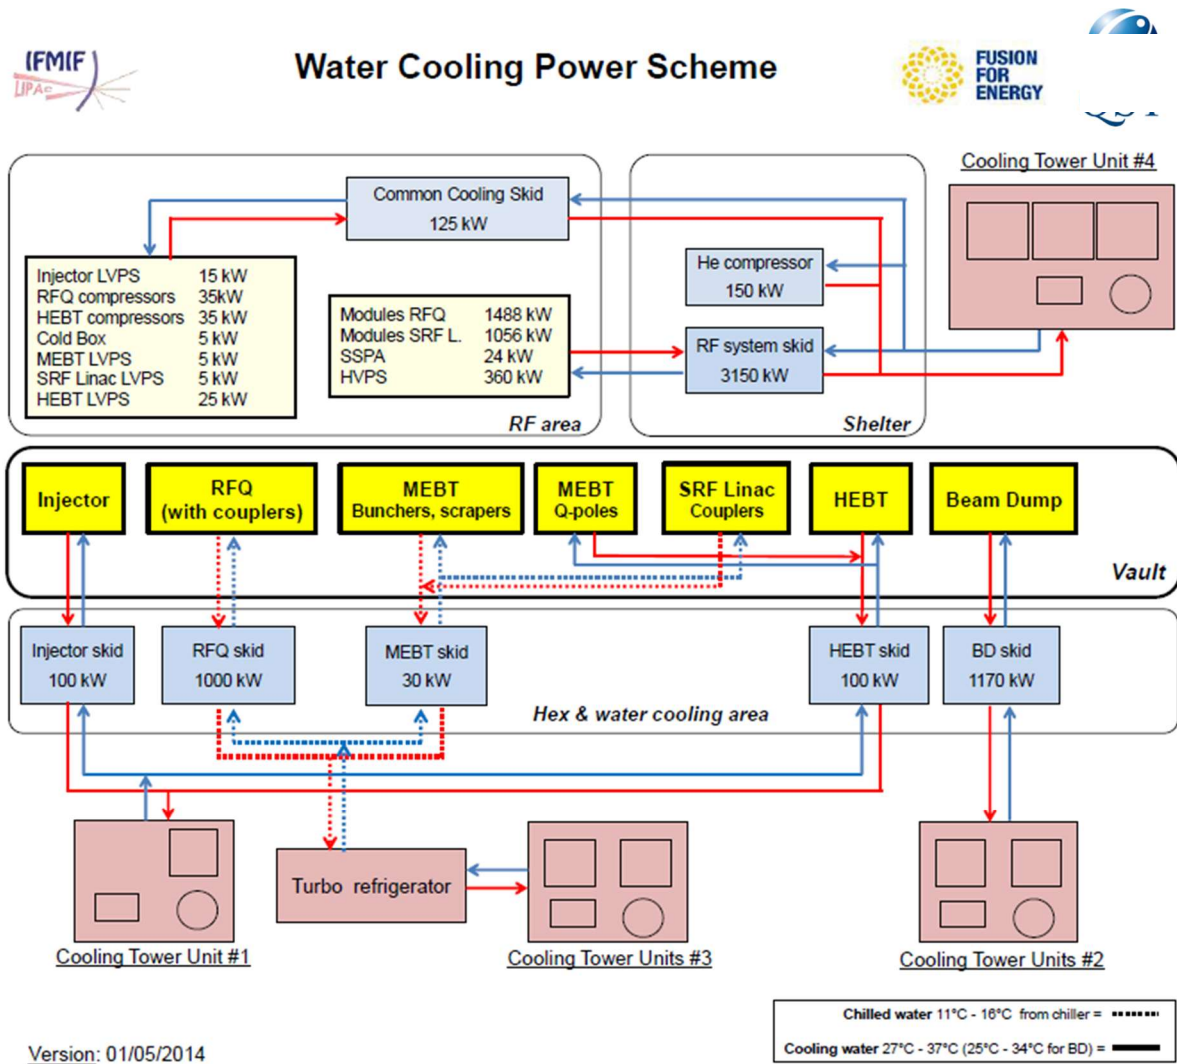 IFMIF
LIPAc
Water Cooling Power Scheme
FUSION
FOR
ENERGY
Cooling Tower Unit #4
Common Cooling Skid
125 kW
He compressor
150 kW
RF system skid
3150 kW
Injector LVPS 15 kW
RFQ compressors 35kW
HEBT compressors 35 kW
Cold Box 5 kW
MEBT LVPS 5 kW
SRF Linac LVPS 5 kW
HEBT LVPS 25 kW
Modules RFQ 1488 kW
Modules SRF L. 1056 kW
SSPA 24 kW
HVPS 360 kW
RF area
Shelter
Injector
RFQ
(with couplers)
MEBT
Bunchers, scrapers
MEBT
Q-poles
SRF Linac
Couplers
HEBT
Beam Dump
Vault
Injector skid
100 kW
RFQ skid
1000 kW
MEBT skid
30 kW
HEBT skid
100 kW
BD skid
1170 kW
Hex & water cooling area
Turbo refrigerator
Cooling Tower Unit #1
Cooling Tower Units #3
Cooling Tower Units #2
Chilled water 11°C - 16°C from chiller =
Cooling water 27°C - 37°C (25°C - 34°C for BD) =
Version: 01/05/2014